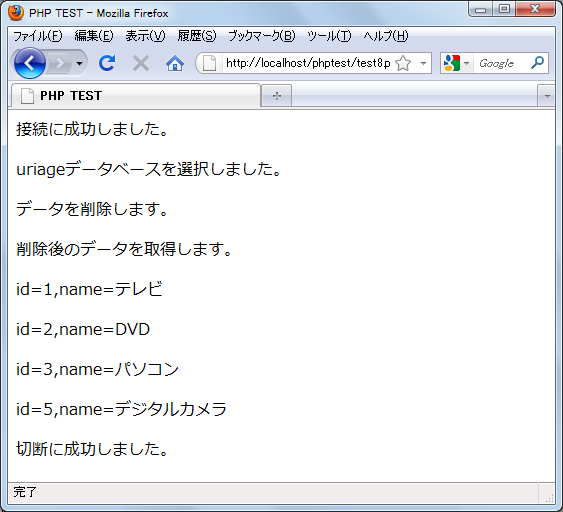 PHP TEST - Mozilla Firefox
ファイル(F) 編集(E) 表示(V) 履歴(S) ブックマーク(B) ツール(T) ヘルプ(H)
http://localhost/phptest/test8.p Google
PHP TEST
接続に成功しました。
uriageデータベースを選択しました。
データを削除します。
削除後のデータを取得します。
id=1,name=テレビ
id=2,name=DVD
id=3,name=パソコン
id=5,name=デジタルカメラ
切断に成功しました。
完了